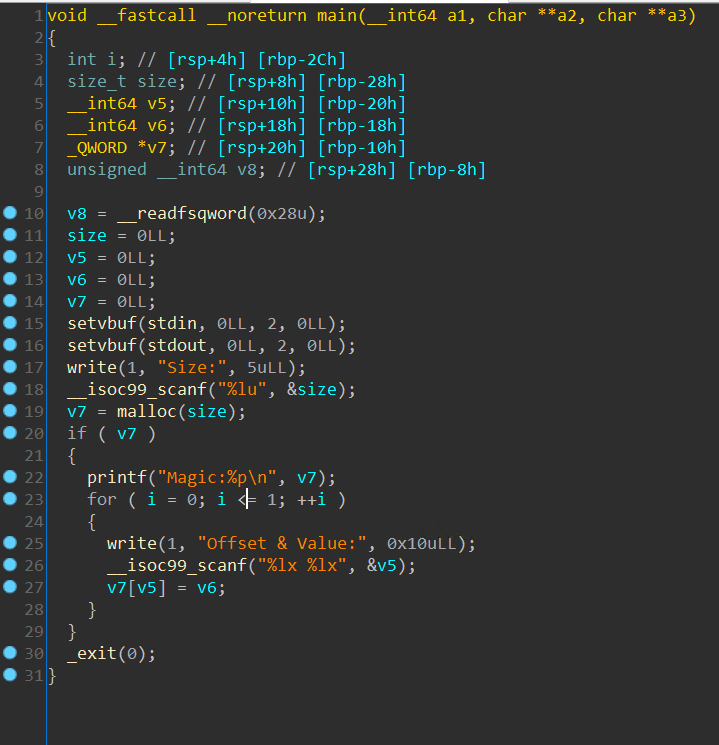 1 void __fastcall __noreturn main(__int64 a1, char **a2, char **a3)
2 {
3 int i; // [rsp+4h] [rbp-2Ch]
4 size_t size; // [rsp+8h] [rbp-28h]
5 __int64 v5; // [rsp+10h] [rbp-20h]
6 __int64 v6; // [rsp+18h] [rbp-18h]
7 _QWORD *v7; // [rsp+20h] [rbp-10h]
8 unsigned __int64 v8; // [rsp+28h] [rbp-8h]
9
10 v8 = __readfsqword(0x28u);
11 size = 0LL;
12 v5 = 0LL;
13 v6 = 0LL;
14 v7 = 0LL;
15 setvbuf(stdin, 0LL, 2, 0LL);
16 setvbuf(stdout, 0LL, 2, 0LL);
17 write(1, "Size:", 5uLL);
18 __isoc99_scanf("%lu", &size);
19 v7 = malloc(size);
20 if ( v7 )
21 {
22 printf("Magic:%p\n", v7);
23 for ( i = 0; i <= 1; ++i )
24 {
25 write(1, "Offset & Value:", 0x10uLL);
26 __isoc99_scanf("%lx %lx", &v5);
27 v7[v5] = v6;
28 }
29 }
30 _exit(0);
31 }